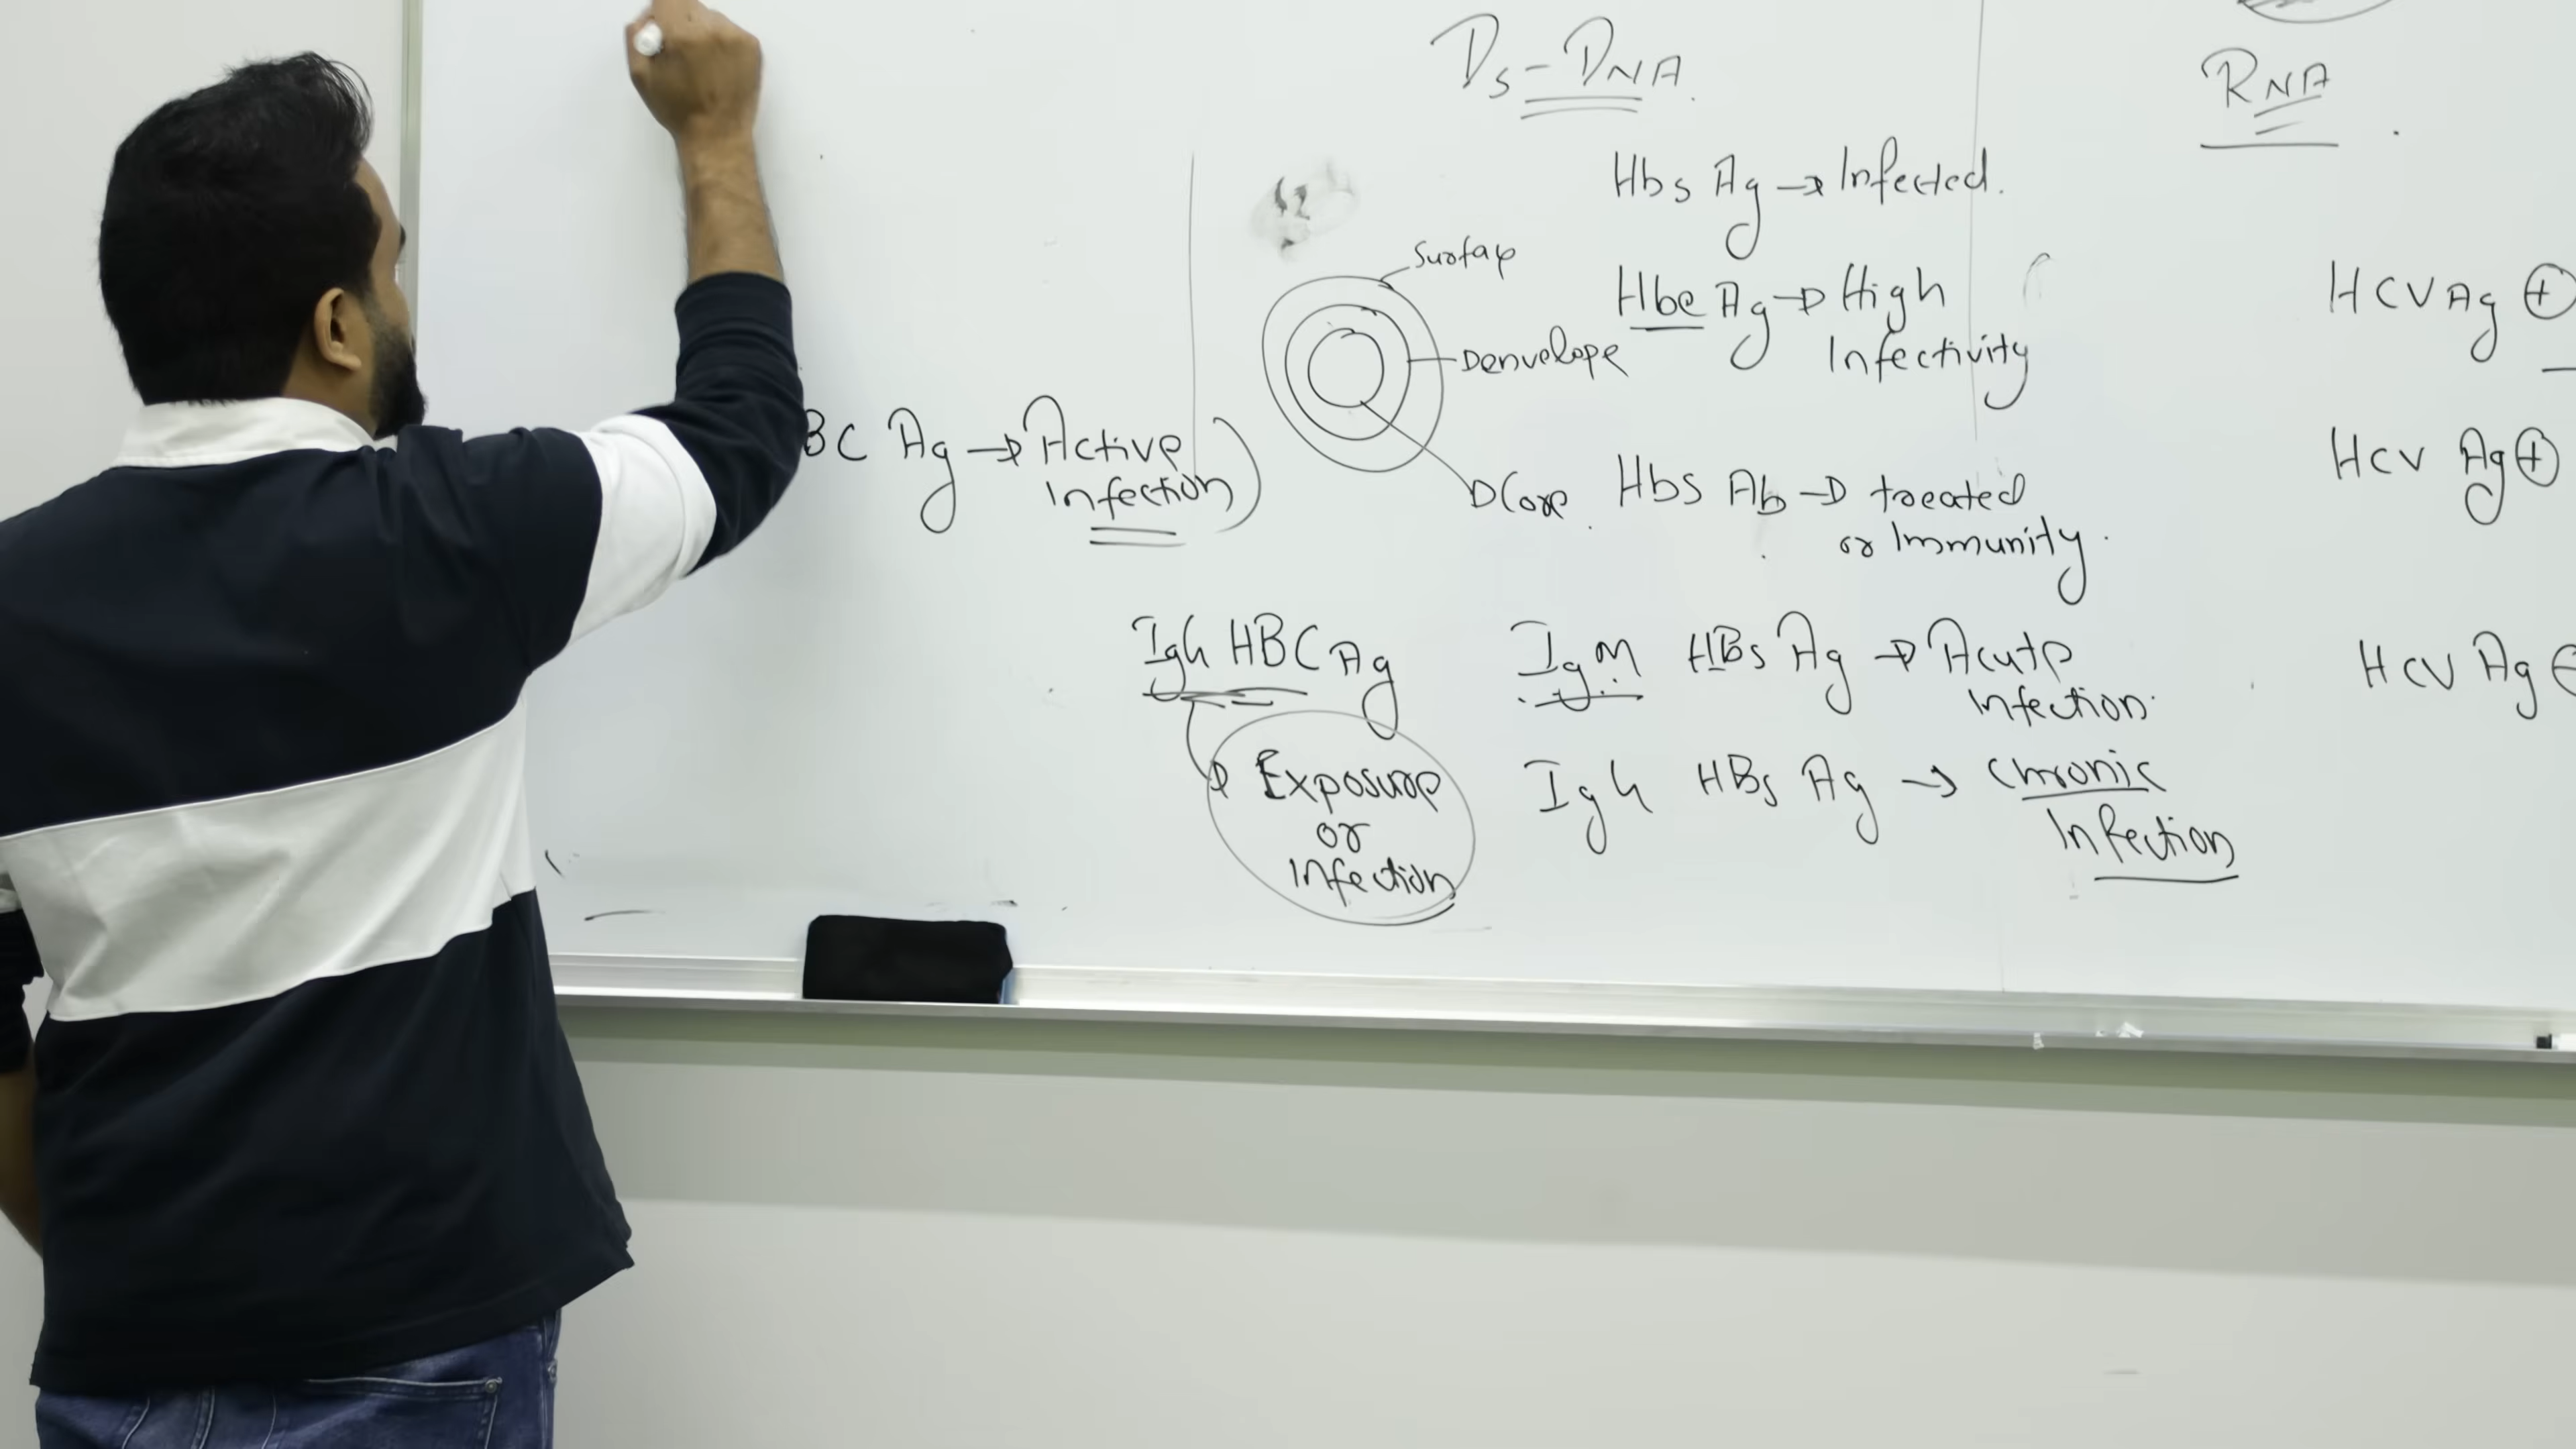 Ds-DNA.
RNA
Hbs Ag → Infected.
Hbe Ag → High
Infectivity
envelope
BC Ag → Active
Infection
Core
Hbs Ab → treated
or Immunity.
IgG HBC Ag
Exposure
or
Infection
IgM HBs Ag → Acute
Infection.
IgG HBs Ag → Chronic
Infection
HCV Ag +
HCV Ag +
HCV Ag